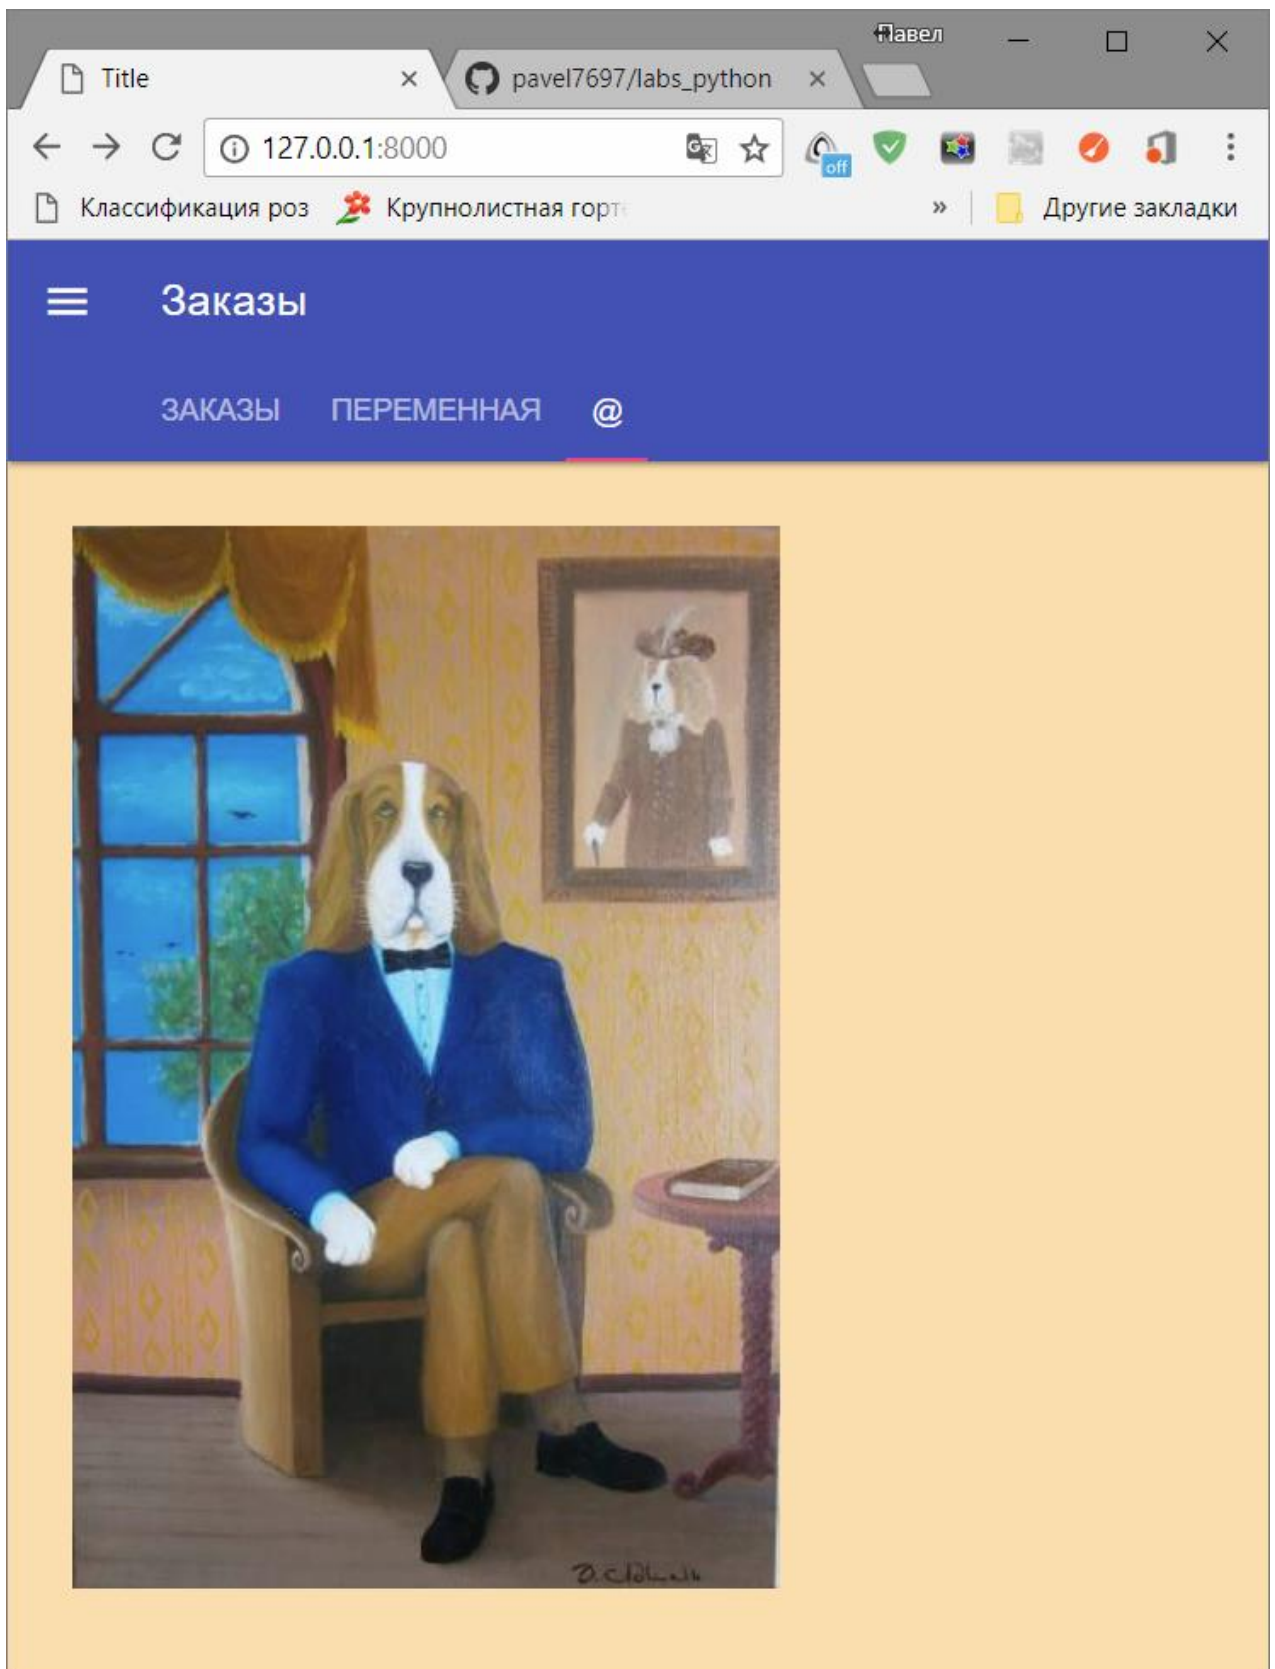 Павел
Title
pavel7697/labs_python
127.0.0.1:8000
off
Классификация роз
Крупнолистная горт
»
Другие закладки
Заказы
ЗАКАЗЫ
ПЕРЕМЕННАЯ
@